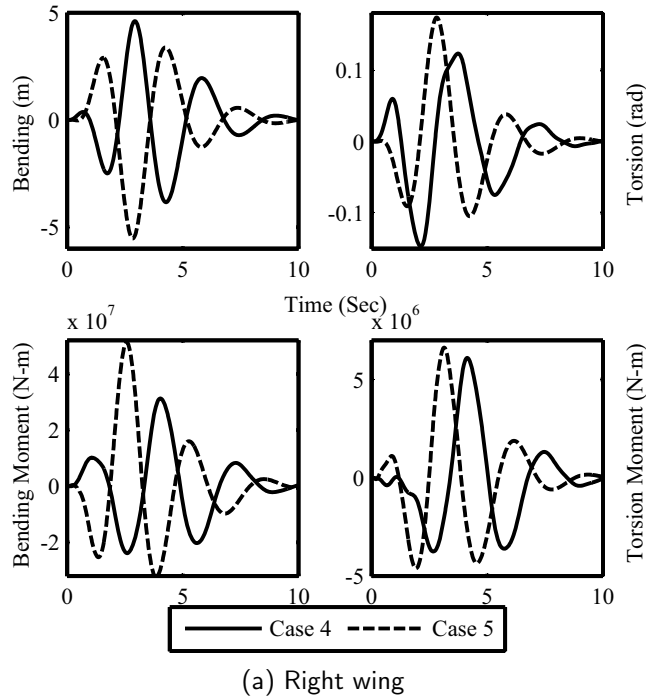 5
0
-5
Bending (m)
0 5 10
0.1
0
-0.1
Torsion (rad)
0 5 10
Time (Sec)
x 10^7
4
2
0
-2
Bending Moment (N-m)
0 5 10
x 10^6
5
0
-5
Torsion Moment (N-m)
0 5 10
Case 4 Case 5
(a) Right wing